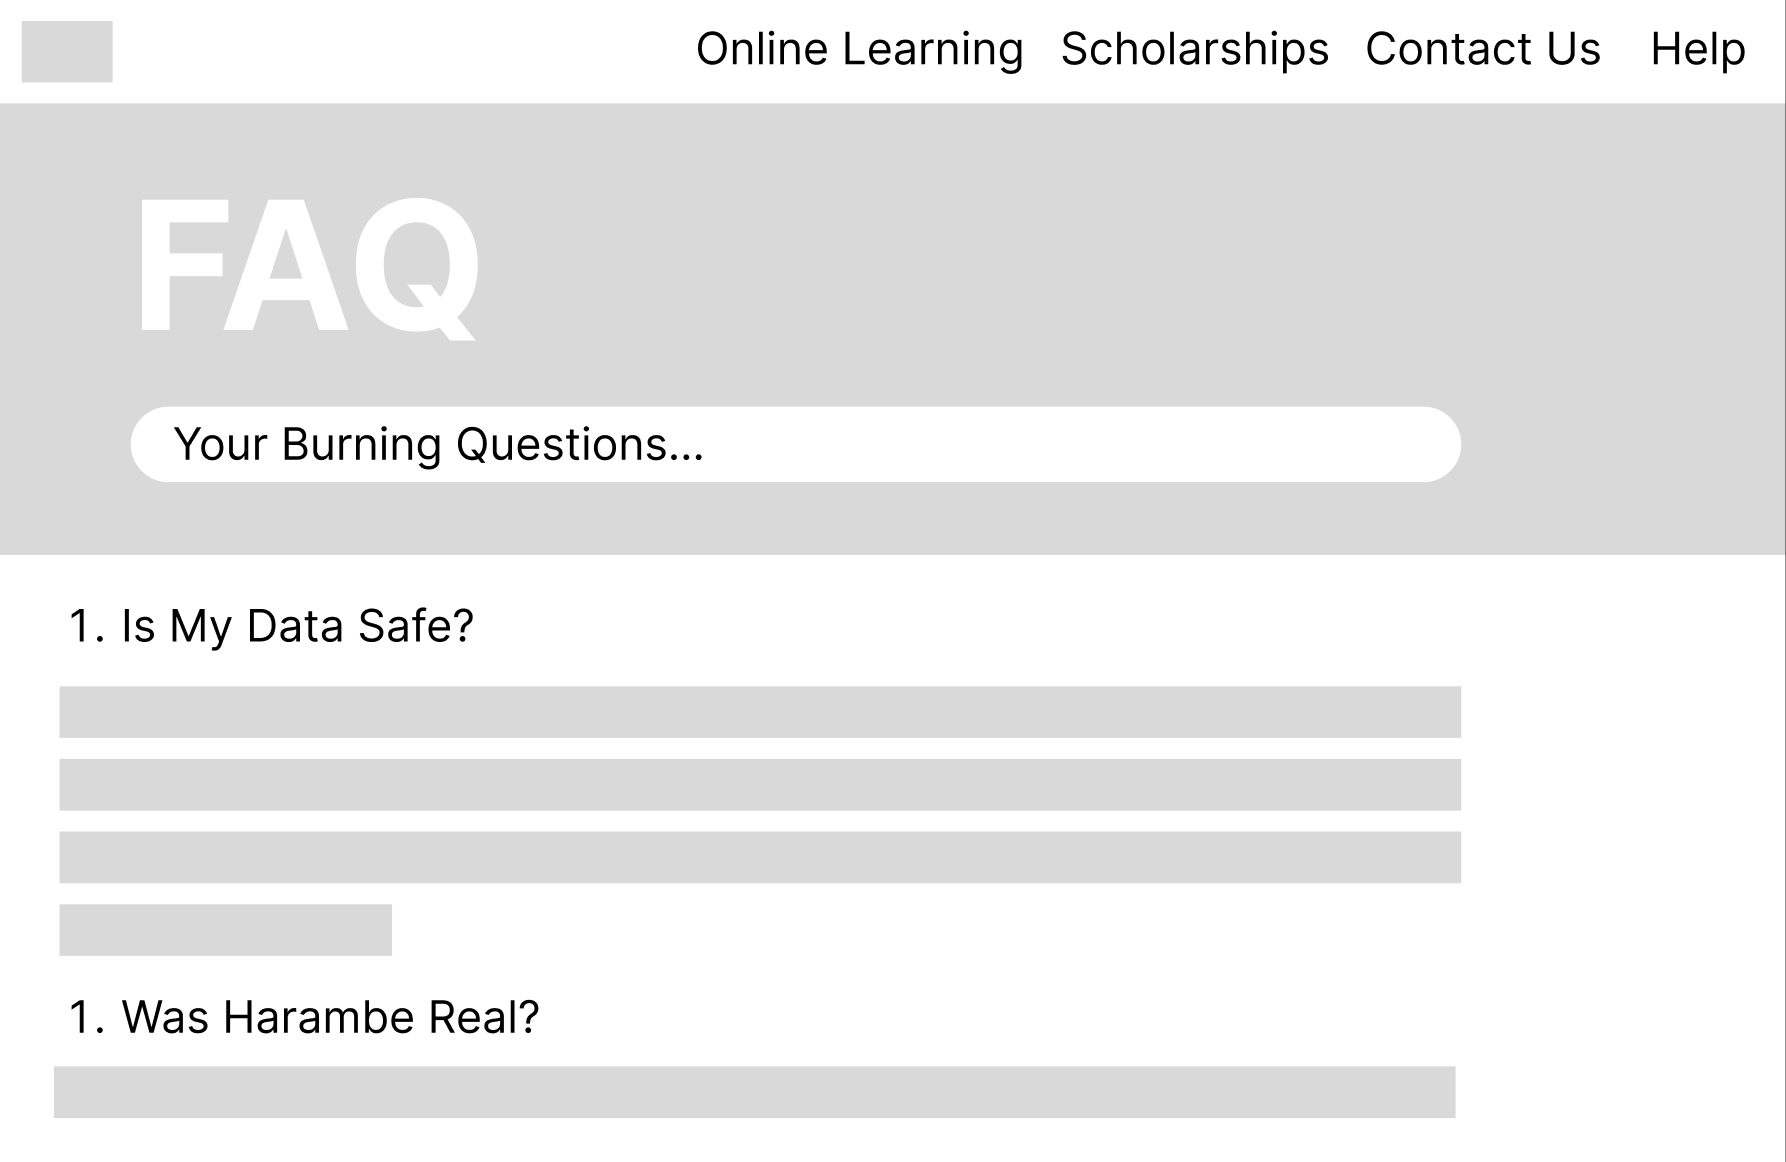 Online Learning Scholarships Contact Us Help
FAQ
Your Burning Questions...
1. Is My Data Safe?
1. Was Harambe Real?